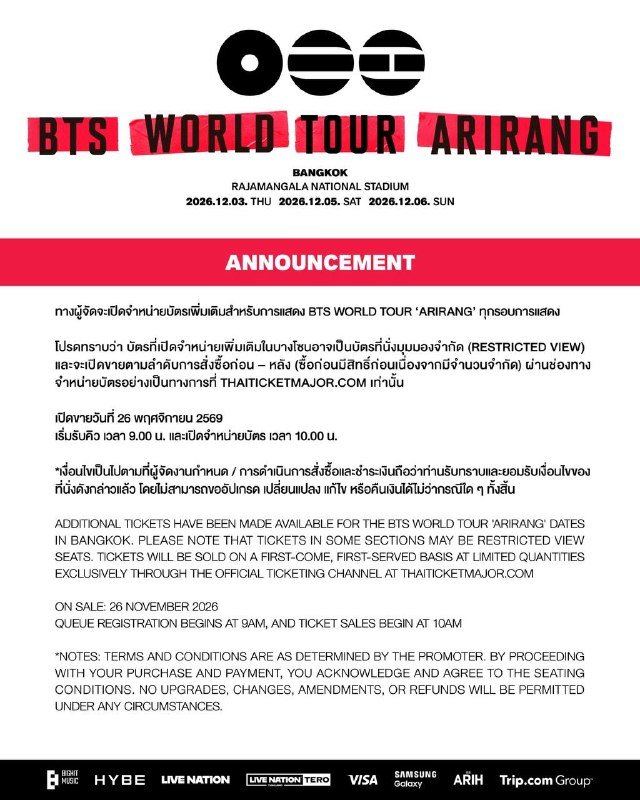 BTS WORLD TOUR ARIRANG
BANGKOK
RAJAMANGALA NATIONAL STADIUM
2026.12.03. THU 2026.12.05. SAT 2026.12.06. SUN
ANNOUNCEMENT
ทางผู้จัดจะเปิดจำหน่ายบัตรเพิ่มเติมสำหรับการแสดง BTS WORLD TOUR ‘ARIRANG’ ทุกรอบการแสดง
โปรดทราบว่า บัตรที่เปิดจำหน่ายเพิ่มเติมในบางโซนอาจเป็นบัตรที่นั่งมุมมองจำกัด (RESTRICTED VIEW)
และจะเปิดขายตามลำดับการสั่งซื้อก่อน – หลัง (ซื้อก่อนมีสิทธิ์ก่อนเนื่องจากมีจำนวนจำกัด) ผ่านช่องทาง
จำหน่ายบัตรอย่างเป็นทางการที่ THAITICKETMAJOR.COM เท่านั้น
เปิดขายวันที่ 26 พฤศจิกายน 2569
เริ่มรับคิว เวลา 9.00 น. และเปิดจำหน่ายบัตร เวลา 10.00 น.
*เงื่อนไขเป็นไปตามที่ผู้จัดงานกำหนด / การดำเนินการสั่งซื้อและชำระเงินถือว่าท่านรับทราบและยอมรับเงื่อนไขของ
ที่นั่งดังกล่าวแล้ว โดยไม่สามารถขออัปเกรด เปลี่ยนแปลง แก้ไข หรือคืนเงินได้ไม่ว่ากรณีใด ๆ ทั้งสิ้น
ADDITIONAL TICKETS HAVE BEEN MADE AVAILABLE FOR THE BTS WORLD TOUR 'ARIRANG' DATES
IN BANGKOK. PLEASE NOTE THAT TICKETS IN SOME SECTIONS MAY BE RESTRICTED VIEW
SEATS. TICKETS WILL BE SOLD ON A FIRST-COME, FIRST-SERVED BASIS AT LIMITED QUANTITIES
EXCLUSIVELY THROUGH THE OFFICIAL TICKETING CHANNEL AT THAITICKETMAJOR.COM
ON SALE: 26 NOVEMBER 2026
QUEUE REGISTRATION BEGINS AT 9AM, AND TICKET SALES BEGIN AT 10AM
*NOTES: TERMS AND CONDITIONS ARE AS DETERMINED BY THE PROMOTER. BY PROCEEDING
WITH YOUR PURCHASE AND PAYMENT, YOU ACKNOWLEDGE AND AGREE TO THE SEATING
CONDITIONS. NO UPGRADES, CHANGES, AMENDMENTS, OR REFUNDS WILL BE PERMITTED
UNDER ANY CIRCUMSTANCES.
BIGHIT MUSIC HYBE LIVE NATION LIVE NATION TERO VISA SAMSUNG Galaxy ARIH Trip.com Group